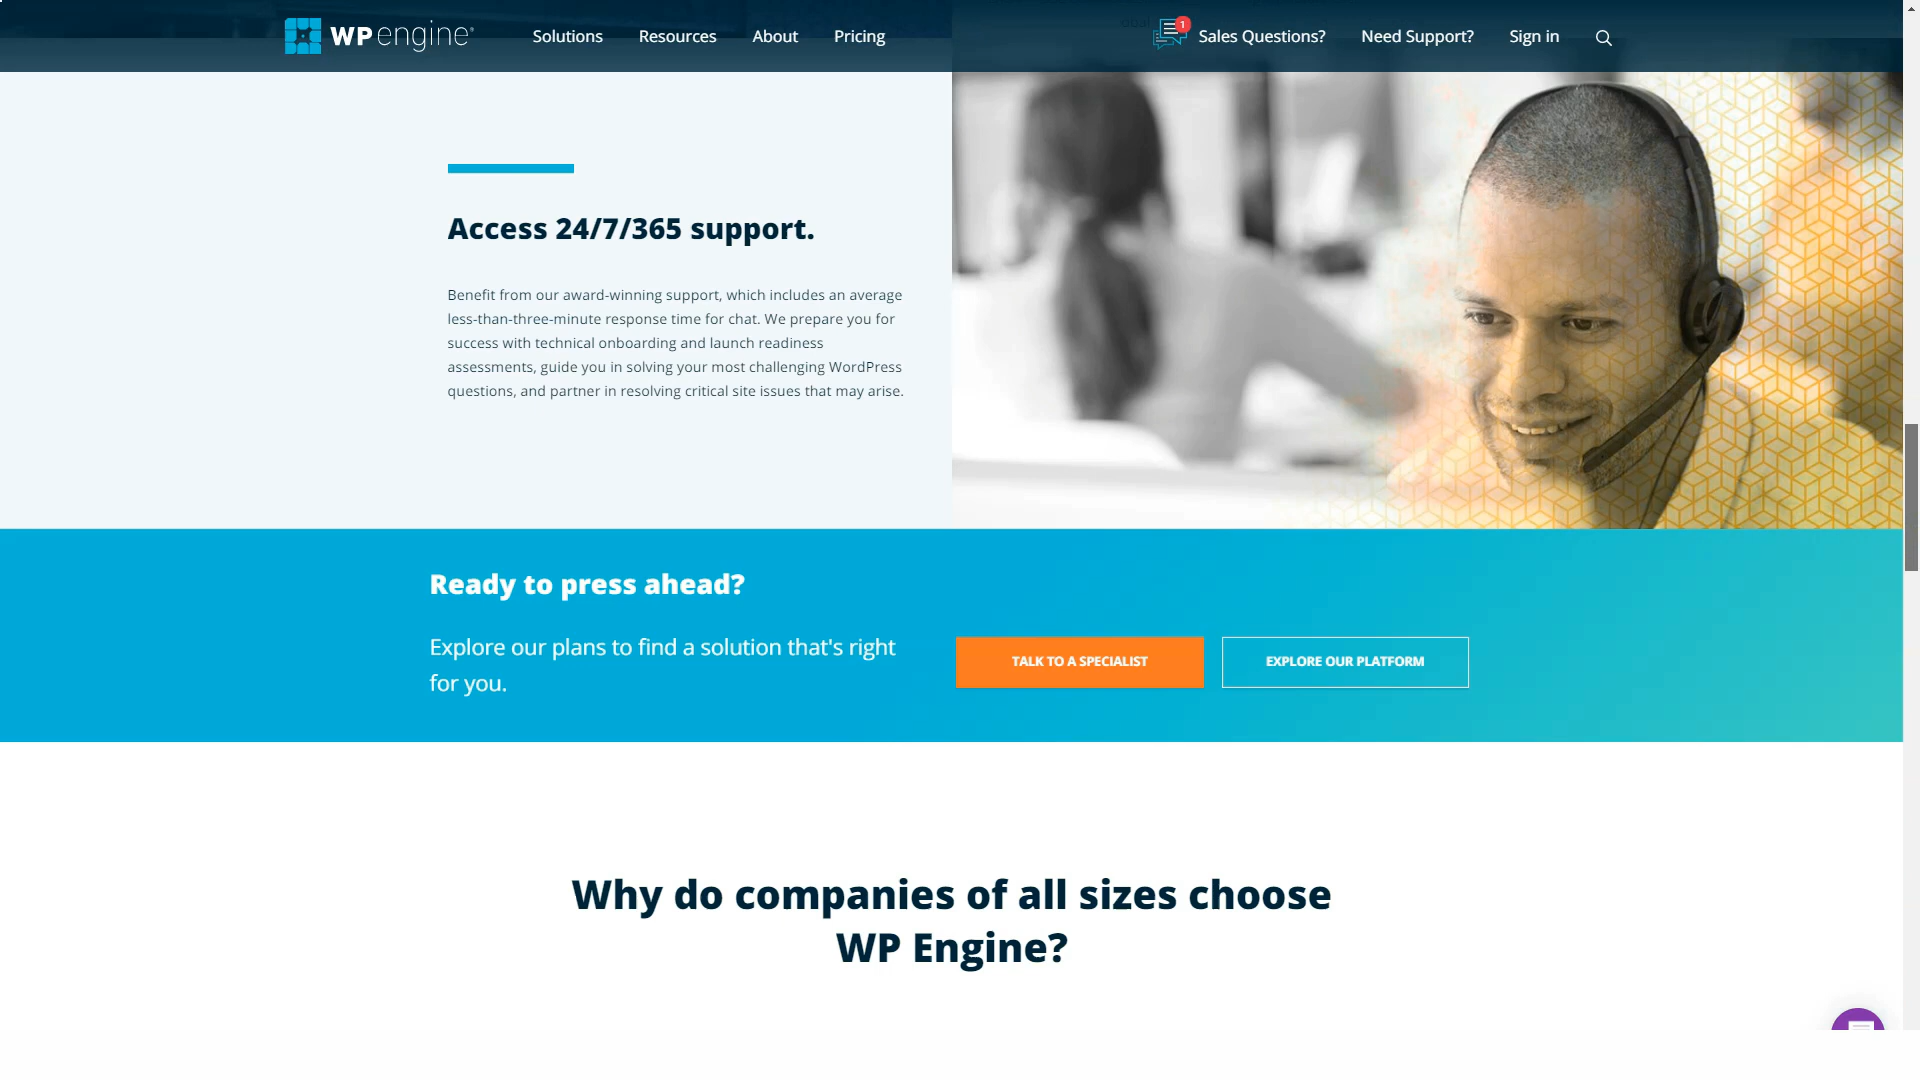 WP engine®
Solutions Resources About Pricing
1 Sales Questions? Need Support? Sign in
Access 24/7/365 support.
Benefit from our award-winning support, which includes an average
less-than-three-minute response time for chat. We prepare you for
success with technical onboarding and launch readiness
assessments, guide you in solving your most challenging WordPress
questions, and partner in resolving critical site issues that may arise.
Ready to press ahead?
Explore our plans to find a solution that's right
for you.
TALK TO A SPECIALIST EXPLORE OUR PLATFORM
Why do companies of all sizes choose
WP Engine?